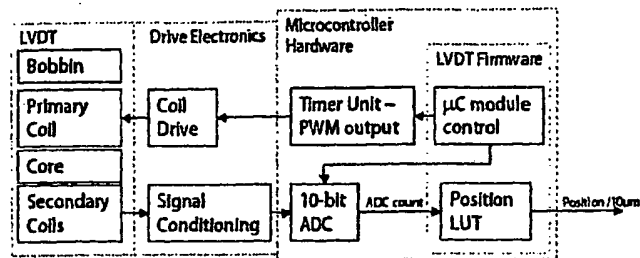 LVDT
Drive Electronics
Microcontroller
Hardware
LVDT Firmware
Bobbin
Primary
Coil
Coil
Drive
Timer Unit –
PWM output
μC module
control
Core
Secondary
Coils
Signal
Conditioning
10-bit
ADC
ADC count
Position
LUT
Position /10um